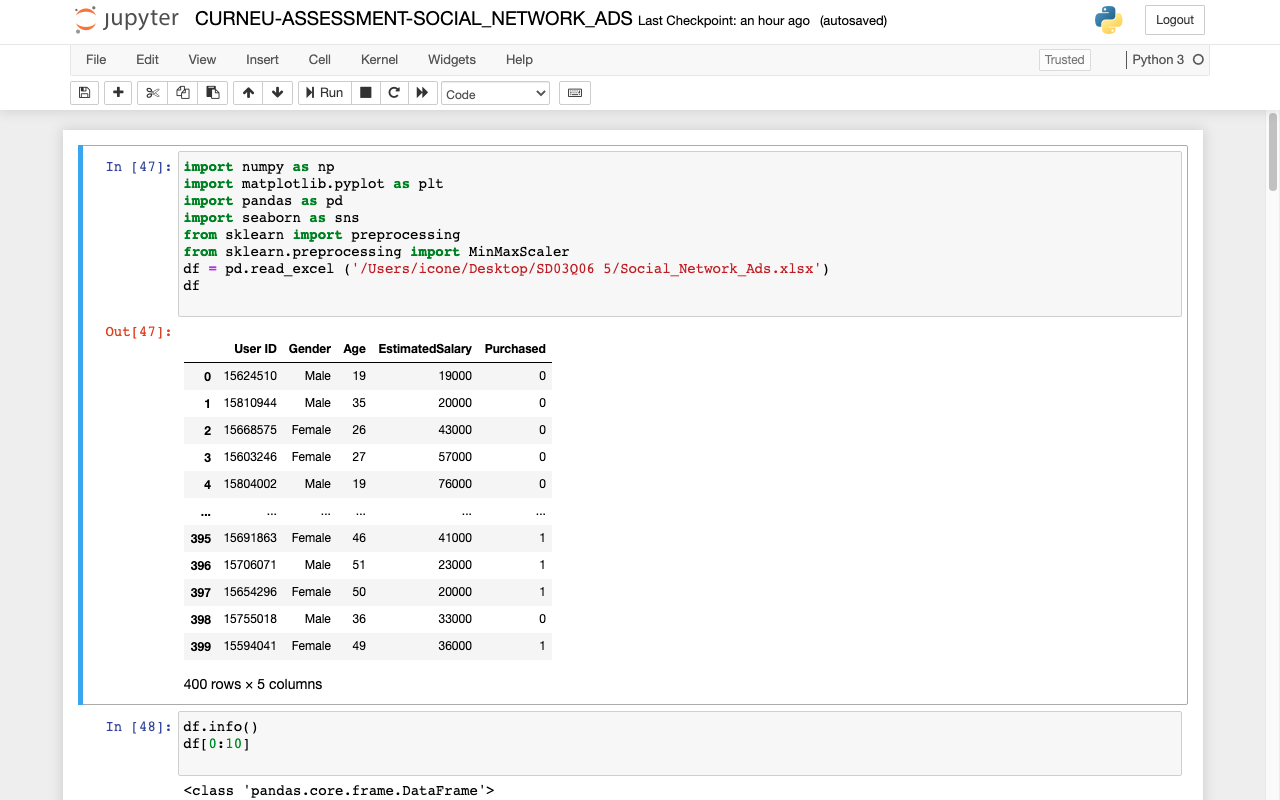 jupyter CURNEU-ASSESSMENT-SOCIAL_NETWORK_ADS Last Checkpoint: an hour ago (autosaved) Logout
File Edit View Insert Cell Kernel Widgets Help Trusted Python 3
Run Code
In [47]: import numpy as np
import matplotlib.pyplot as plt
import pandas as pd
import seaborn as sns
from sklearn import preprocessing
from sklearn.preprocessing import MinMaxScaler
df = pd.read_excel ('/Users/icone/Desktop/SD03Q06 5/Social_Network_Ads.xlsx')
df
Out[47]:
User ID Gender Age EstimatedSalary Purchased
0 15624510 Male 19 19000 0
1 15810944 Male 35 20000 0
2 15668575 Female 26 43000 0
3 15603246 Female 27 57000 0
4 15804002 Male 19 76000 0
... ... ... ... ... ...
395 15691863 Female 46 41000 1
396 15706071 Male 51 23000 1
397 15654296 Female 50 20000 1
398 15755018 Male 36 33000 0
399 15594041 Female 49 36000 1
400 rows × 5 columns
In [48]: df.info()
df[0:10]
<class 'pandas.core.frame.DataFrame'>